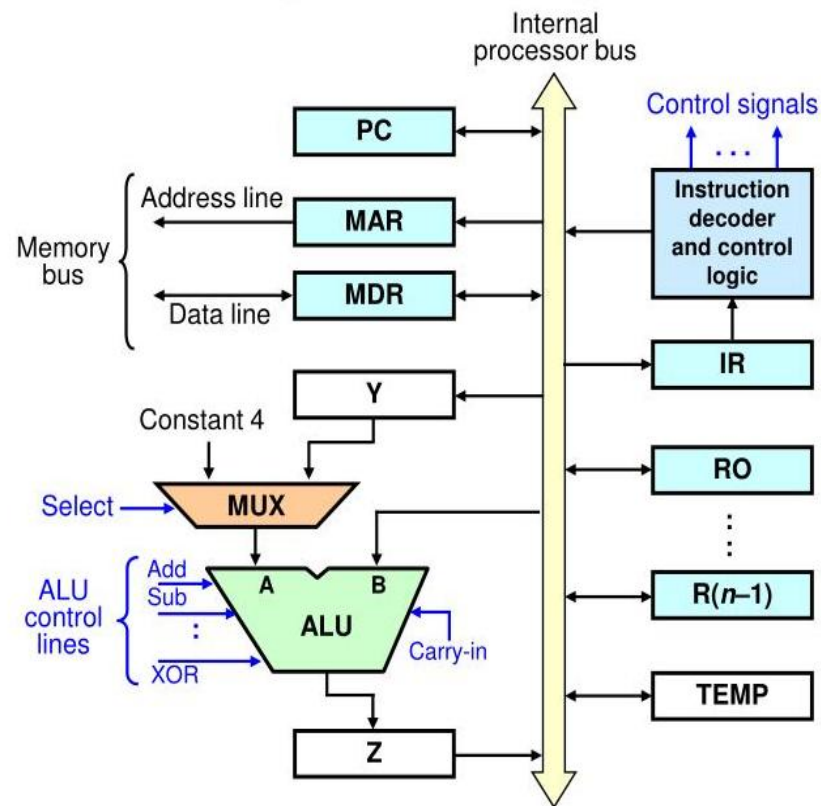 Internal
processor bus
PC
Control signals
...
Instruction
decoder
and control
logic
Memory
bus
Address line
MAR
MDR
Data line
IR
Y
Constant 4
RO
MUX
Select
R(n–1)
ALU
control
lines
Add
Sub
:
XOR
A
B
ALU
Carry-in
TEMP
Z